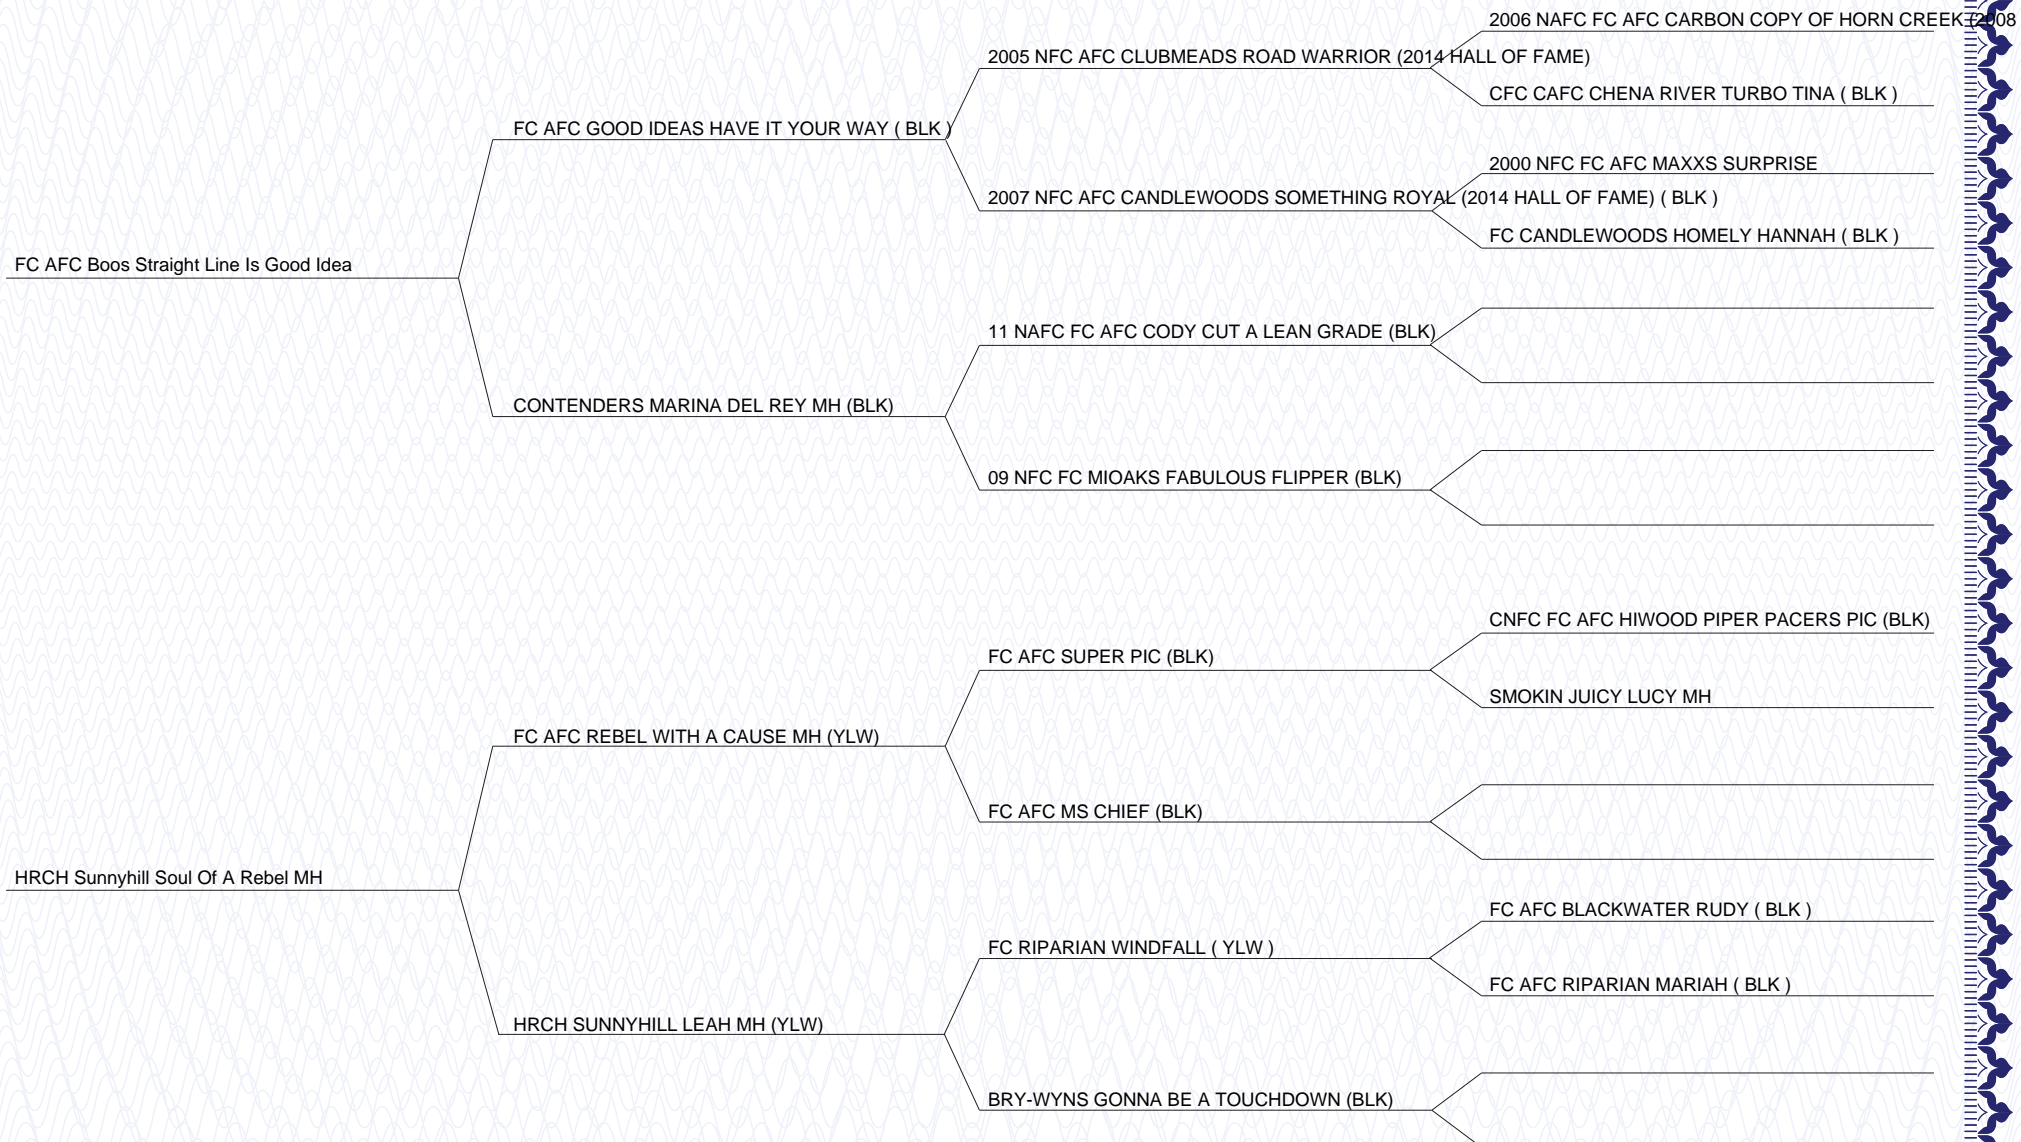 2006 NAFC FC AFC CARBON COPY OF HORN CREEK (2008
2005 NFC AFC CLUBMEADS ROAD WARRIOR (2014 HALL OF FAME)
CFC CAFC CHENA RIVER TURBO TINA ( BLK )
FC AFC GOOD IDEAS HAVE IT YOUR WAY ( BLK )
2000 NFC FC AFC MAXXS SURPRISE
2007 NFC AFC CANDLEWOODS SOMETHING ROYAL (2014 HALL OF FAME) ( BLK )
FC CANDLEWOODS HOMELY HANNAH ( BLK )
FC AFC Boos Straight Line Is Good Idea
11 NAFC FC AFC CODY CUT A LEAN GRADE (BLK)
CONTENDERS MARINA DEL REY MH (BLK)
09 NFC FC MIOAKS FABULOUS FLIPPER (BLK)
CNFC FC AFC HIWOOD PIPER PACERS PIC (BLK)
FC AFC SUPER PIC (BLK)
SMOKIN JUICY LUCY MH
FC AFC REBEL WITH A CAUSE MH (YLW)
FC AFC MS CHIEF (BLK)
HRCH Sunnyhill Soul Of A Rebel MH
FC AFC BLACKWATER RUDY ( BLK )
FC RIPARIAN WINDFALL ( YLW )
FC AFC RIPARIAN MARIAH ( BLK )
HRCH SUNNYHILL LEAH MH (YLW)
BRY-WYNS GONNA BE A TOUCHDOWN (BLK)